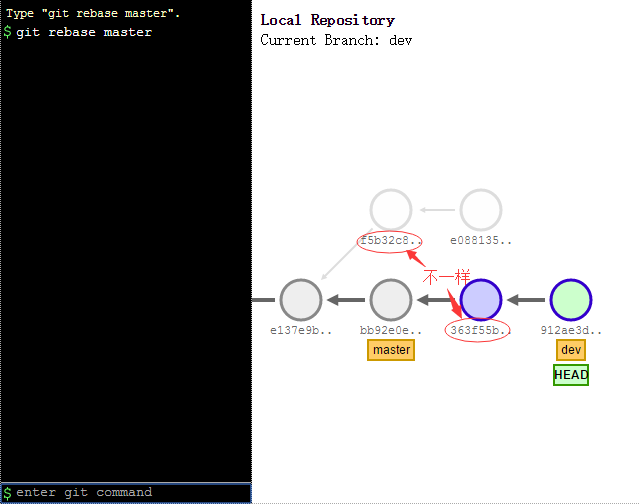 Type "git rebase master".
$ git rebase master
$ enter git command
Local Repository
Current Branch: dev
f5b32c8..
e088135..
不一样
e137e9b..
bb92e0e..
363f55b..
912ae3d..
master
dev
HEAD